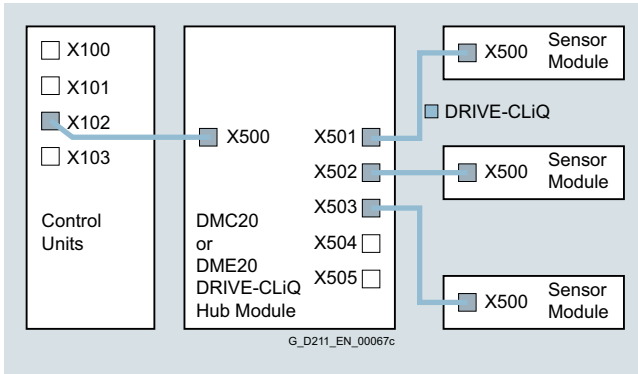 X100
X101
X102
X103
Control
Units
X500
X501
X502
X503
X504
X505
DMC20
or
DME20
DRIVE-CLiQ
Hub Module
X500
Sensor
Module
DRIVE-CLiQ
X500
Sensor
Module
X500
Sensor
Module
G_D211_EN_00067c